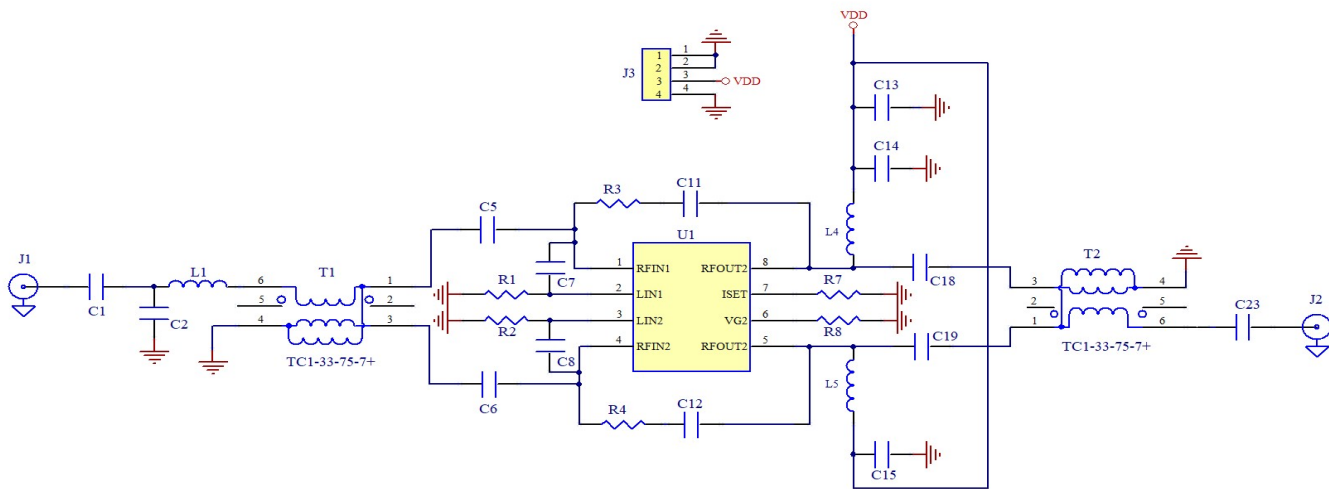 VDD
J3
1 1
2 2
3 3 VDD
4 4
C13
C14
R3
C11
C5
U1
L4
J1
L1
6
T1
1
C7
1 RFIN1 RFOUT2 8
T2
C1
5
2
R1
2 LIN1 ISET 7
R7
C18
3
4
C2
4
3
R2
3 LIN2 VG2 6
R8
2
5
C23
J2
TC1-33-75-7+
C8
4 RFIN2 RFOUT2 5
C19
1
6
TC1-33-75-7+
C6
R4
C12
L5
C15